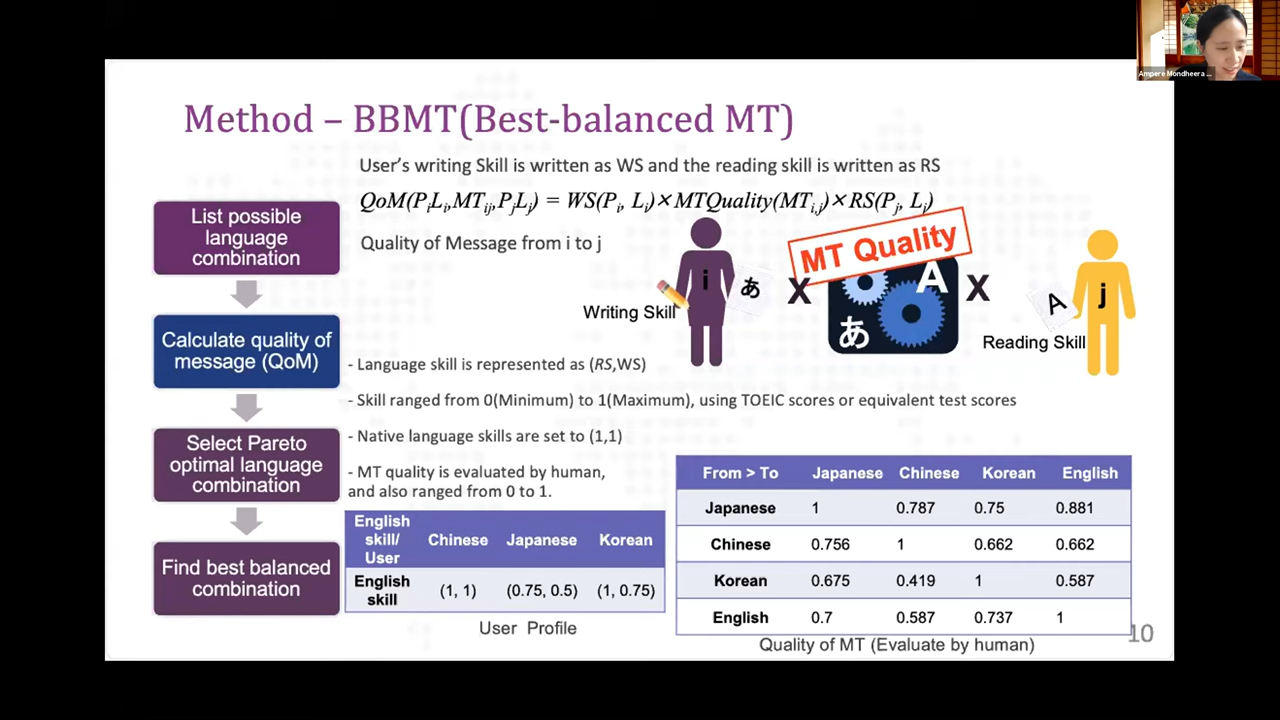 Ampere Mondheera ...
Method – BBMT(Best-balanced MT)
User's writing Skill is written as WS and the reading skill is written as RS
QoM(PiLi,MTij,PjLj) = WS(Pi, Li)×MTQuality(MTi,j)×RS(Pj, Lj)
Quality of Message from i to j
List possible
language
combination
Calculate quality of
message (QoM)
Select Pareto
optimal language
combination
Find best balanced
combination
i
あ
Writing Skill
X
MT Quality
A
あ
X
A
j
Reading Skill
- Language skill is represented as (RS,WS)
- Skill ranged from 0(Minimum) to 1(Maximum), using TOEIC scores or equivalent test scores
- Native language skills are set to (1,1)
- MT quality is evaluated by human,
and also ranged from 0 to 1.
English
skill/
User
Chinese Japanese Korean
English
skill
(1, 1) (0.75, 0.5) (1, 0.75)
User Profile
From > To Japanese Chinese Korean English
Japanese 1 0.787 0.75 0.881
Chinese 0.756 1 0.662 0.662
Korean 0.675 0.419 1 0.587
English 0.7 0.587 0.737 1
Quality of MT (Evaluate by human)
10